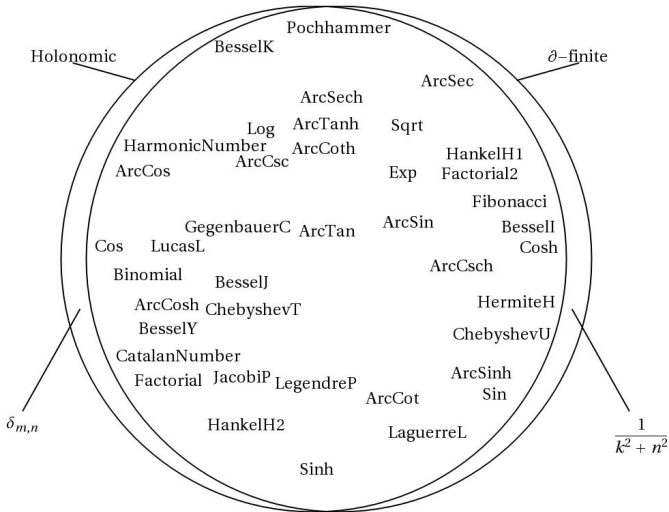 Pochhammer
BesselK
Holonomic
∂–finite
ArcSec
ArcSech
Log
ArcTanh
Sqrt
HarmonicNumber
ArcCoth
HankelH1
ArcCsc
ArcCos
Exp
Factorial2
Fibonacci
GegenbauerC
ArcTan
ArcSin
BesselI
Cos
LucasL
Cosh
ArcCsch
Binomial
BesselJ
ArcCosh
ChebyshevT
HermiteH
BesselY
ChebyshevU
CatalanNumber
Factorial
JacobiP
LegendreP
ArcSinh
Sin
ArcCot
δm,n
HankelH2
LaguerreL
1
k² + n²
Sinh